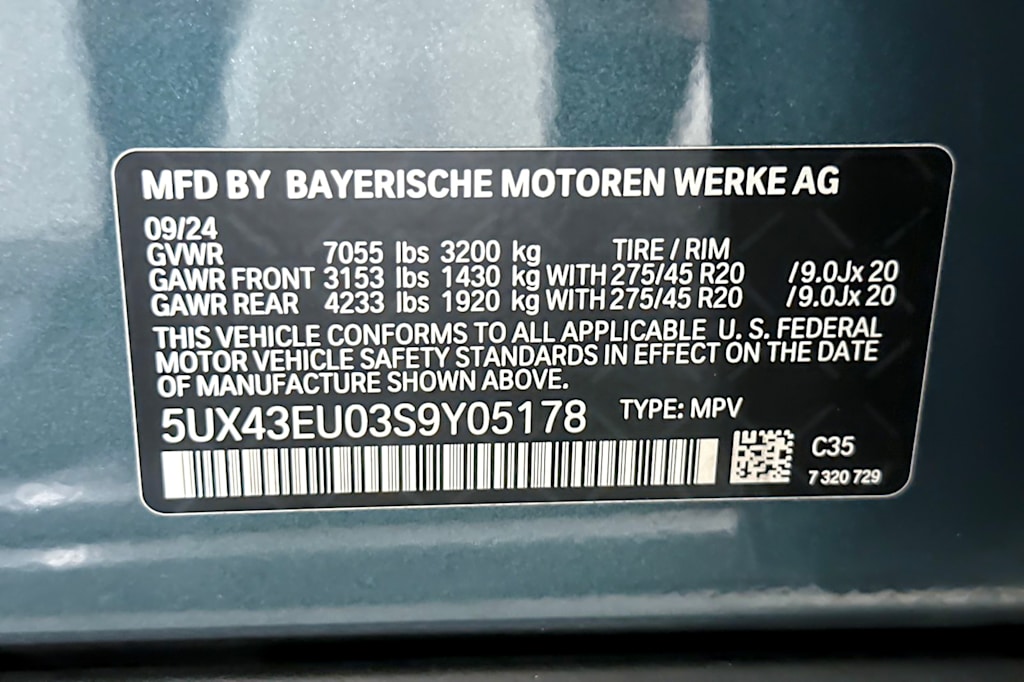 MFD BY BAYERISCHE MOTOREN WERKE AG
09/24
GVWR 7055 lbs 3200 kg TIRE / RIM
GAWR FRONT 3153 lbs 1430 kg WITH 275/45 R20 /9.0Jx 20
GAWR REAR 4233 lbs 1920 kg WITH 275/45 R20 /9.0Jx 20
THIS VEHICLE CONFORMS TO ALL APPLICABLE U. S. FEDERAL
MOTOR VEHICLE SAFETY STANDARDS IN EFFECT ON THE DATE
OF MANUFACTURE SHOWN ABOVE.
5UX43EU03S9Y05178 TYPE: MPV
C35
7 320 729